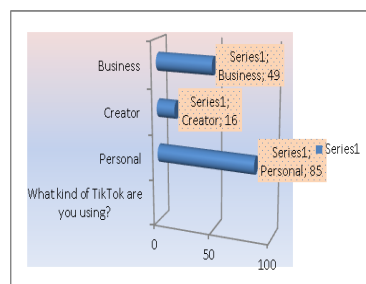 Business
Series1;
Business; 49
Creator
Series1;
Creator; 16
Personal
Series1;
Personal; 85
Series1
What kind of TikTok are
you using?
0
50
100